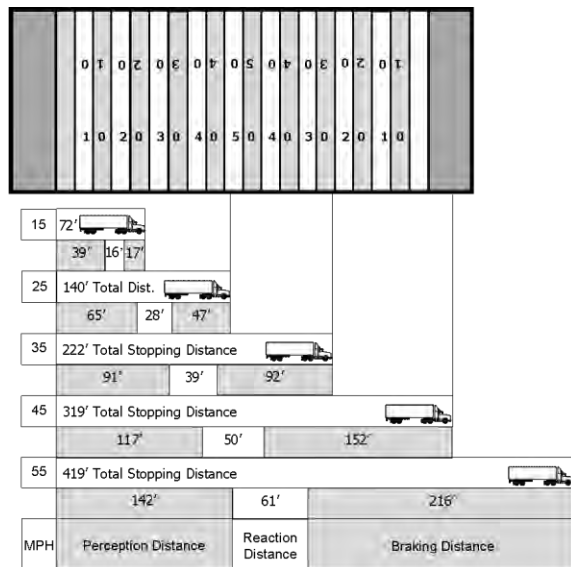 1 0 2 0 3 0 4 0 5 0 4 0 3 0 2 0 1 0
1 0 2 0 3 0 4 0 5 0 4 0 3 0 2 0 1 0
15 72'
39' 16' 17'
25 140' Total Dist.
65' 28' 47'
35 222' Total Stopping Distance
91' 39' 92'
45 319' Total Stopping Distance
117' 50' 152'
55 419' Total Stopping Distance
142' 61' 216'
MPH Perception Distance Reaction Distance Braking Distance